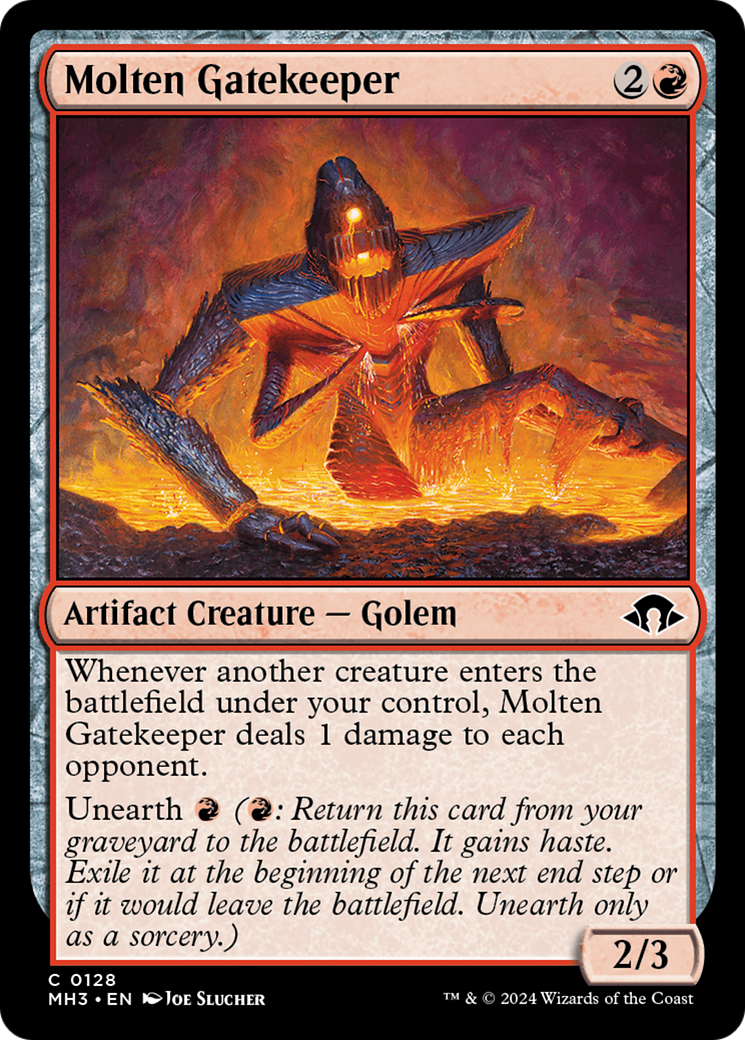 Molten Gatekeeper 2
Artifact Creature — Golem
Whenever another creature enters the
battlefield under your control, Molten
Gatekeeper deals 1 damage to each
opponent.
Unearth (: Return this card from your
graveyard to the battlefield. It gains haste.
Exile it at the beginning of the next end step or
if it would leave the battlefield. Unearth only
as a sorcery.)
2/3
C 0128
MH3 • EN Joe Slucher
™ & © 2024 Wizards of the Coast